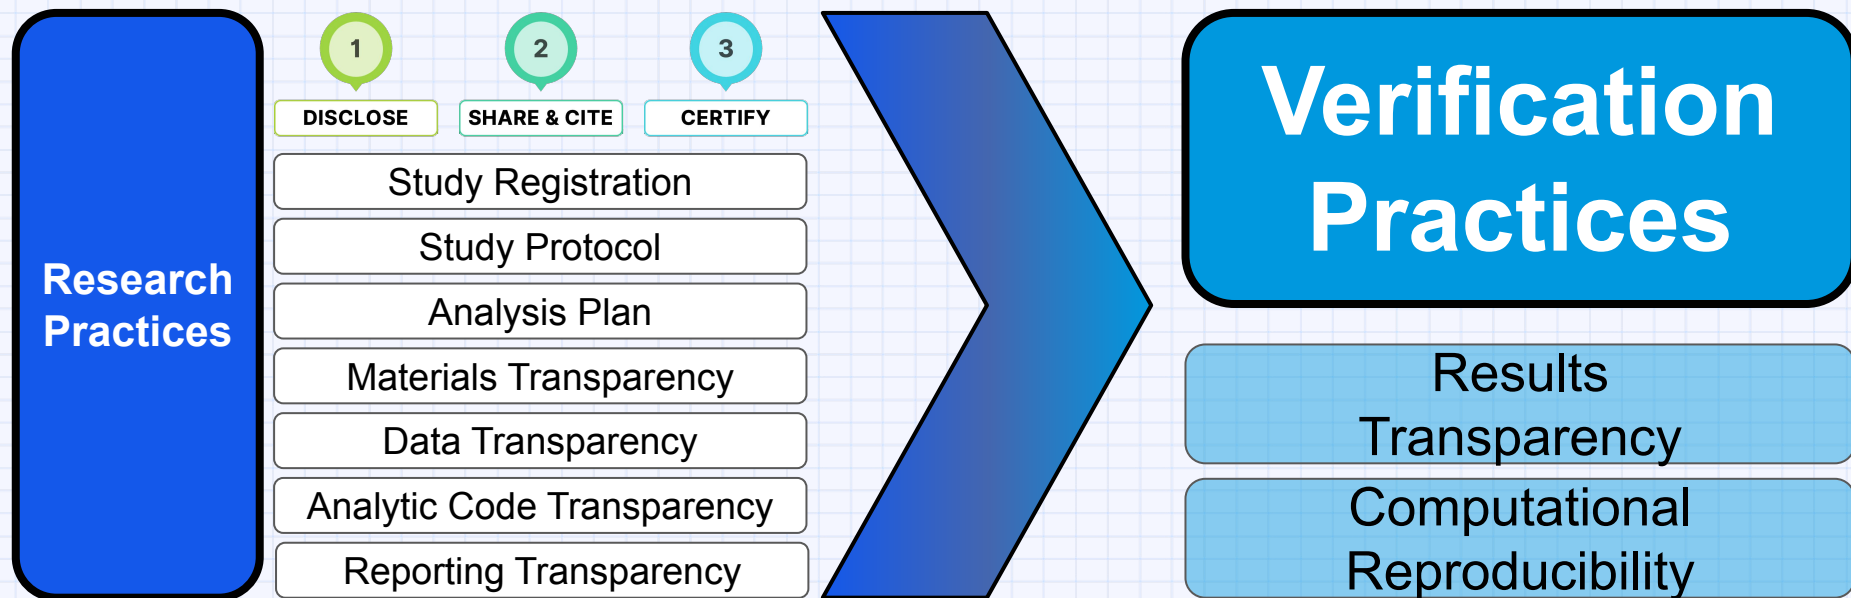 Research
Practices
1
2
3
DISCLOSE
SHARE & CITE
CERTIFY
Study Registration
Study Protocol
Analysis Plan
Materials Transparency
Data Transparency
Analytic Code Transparency
Reporting Transparency
Verification
Practices
Results
Transparency
Computational
Reproducibility